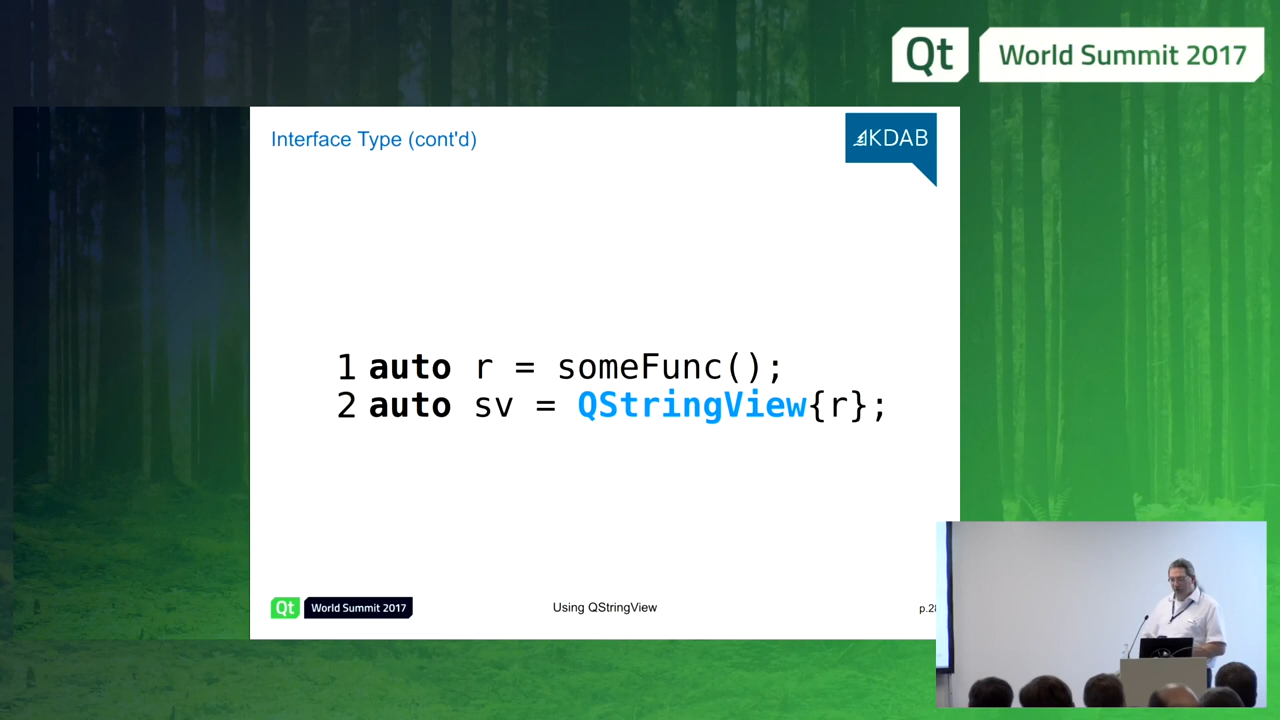 Qt World Summit 2017
Interface Type (cont'd)
KDAB
1 auto r = someFunc();
2 auto sv = QStringView{r};
Qt World Summit 2017
Using QStringView